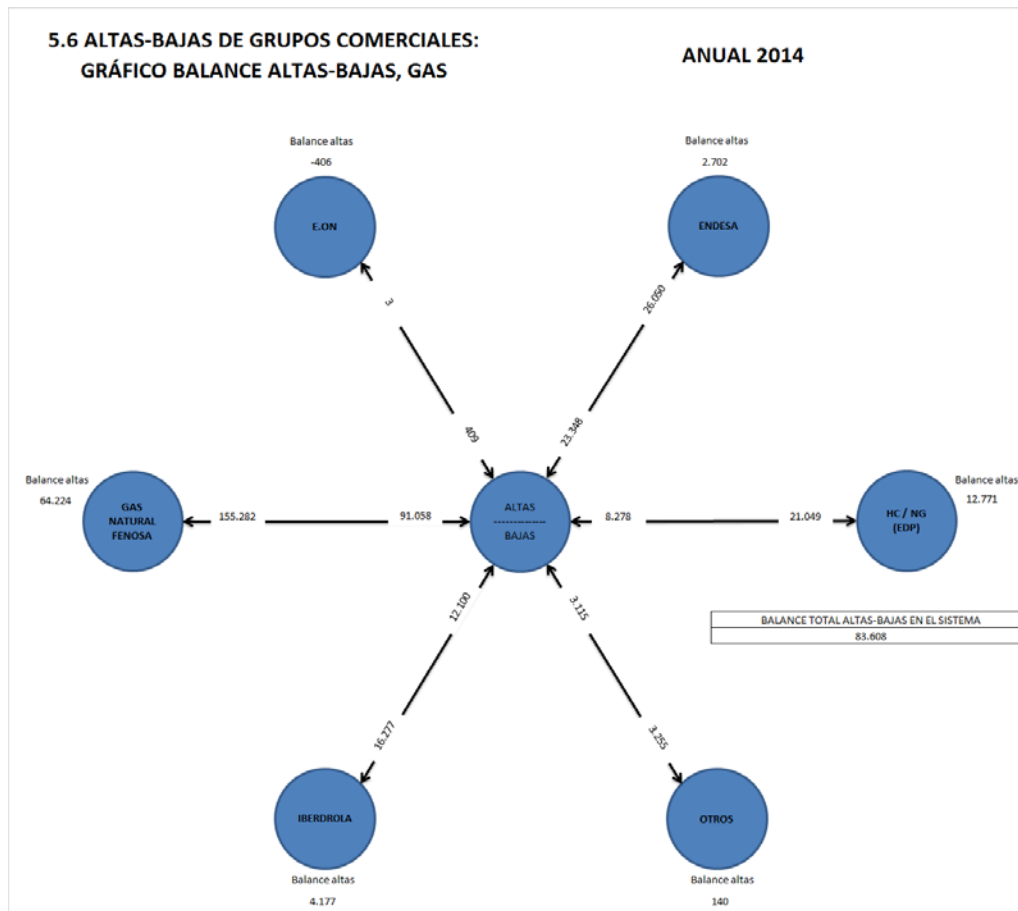 5.6 ALTAS-BAJAS DE GRUPOS COMERCIALES:
GRÁFICO BALANCE ALTAS-BAJAS, GAS
ANUAL 2014
Balance altas
-406
E.ON
Balance altas
2.702
ENDESA
3
409
26.050
23.348
Balance altas
64.224
GAS
NATURAL
FENOSA
155.282
91.058
ALTAS
---------------
BAJAS
8.278
21.049
HC / NG
(EDP)
Balance altas
12.771
12.100
16.277
3.115
3.255
BALANCE TOTAL ALTAS-BAJAS EN EL SISTEMA
83.608
IBERDROLA
Balance altas
4.177
OTROS
Balance altas
140